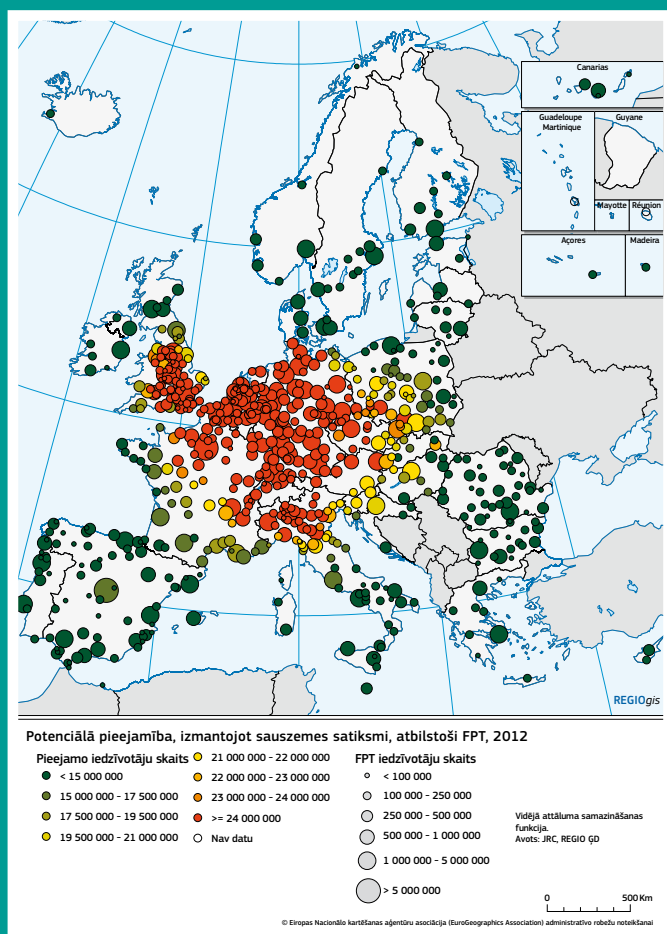 Canarias
Guadeloupe
Martinique
Guyane
Mayotte
Réunion
Açores
Madeira
REGIOgis
Potenciālā pieejamība, izmantojot sauszemes satiksmi, atbilstoši FPT, 2012
Pieejamo iedzīvotāju skaits
< 15 000 000
15 000 000 - 17 500 000
17 500 000 - 19 500 000
19 500 000 - 21 000 000
21 000 000 - 22 000 000
22 000 000 - 23 000 000
23 000 000 - 24 000 000
>= 24 000 000
Nav datu
FPT iedzīvotāju skaits
< 100 000
100 000 - 250 000
250 000 - 500 000
500 000 - 1 000 000
1 000 000 - 5 000 000
> 5 000 000
Vidējā attāluma samazināšanas
funkcija.
Avots: JRC, REGIO ĢD
0 500 Km
© Eiropas Nacionālo kartēšanas aģentūru asociācija (EuroGeographics Association) administratīvo robežu noteikšanai